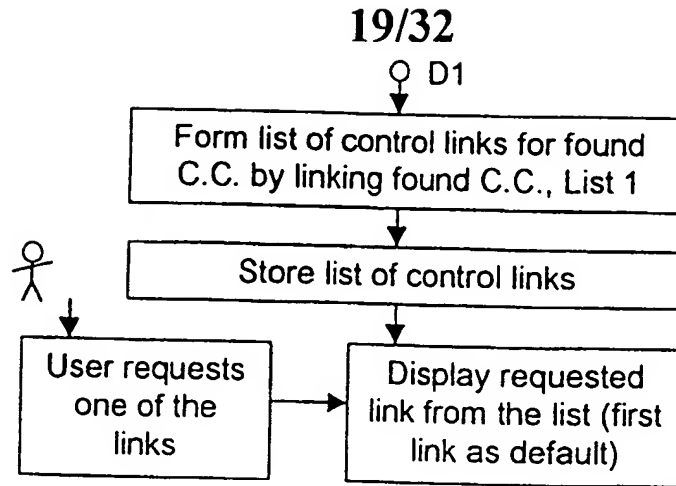 19/32
D1
Form list of control links for found
C.C. by linking found C.C., List 1
Store list of control links
User requests
one of the
links
Display requested
link from the list (first
link as default)